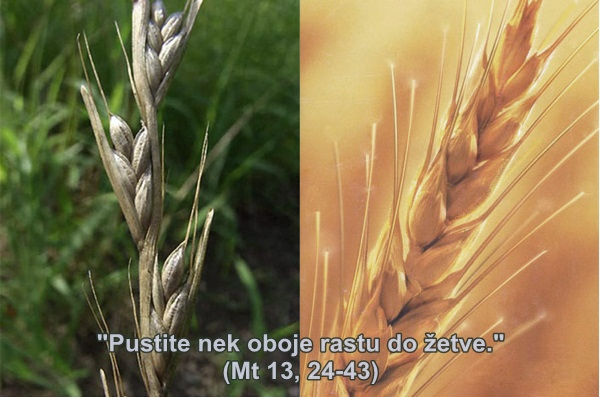 "Pustite nek oboje rastu do žetve."
(Mt 13, 24-43)